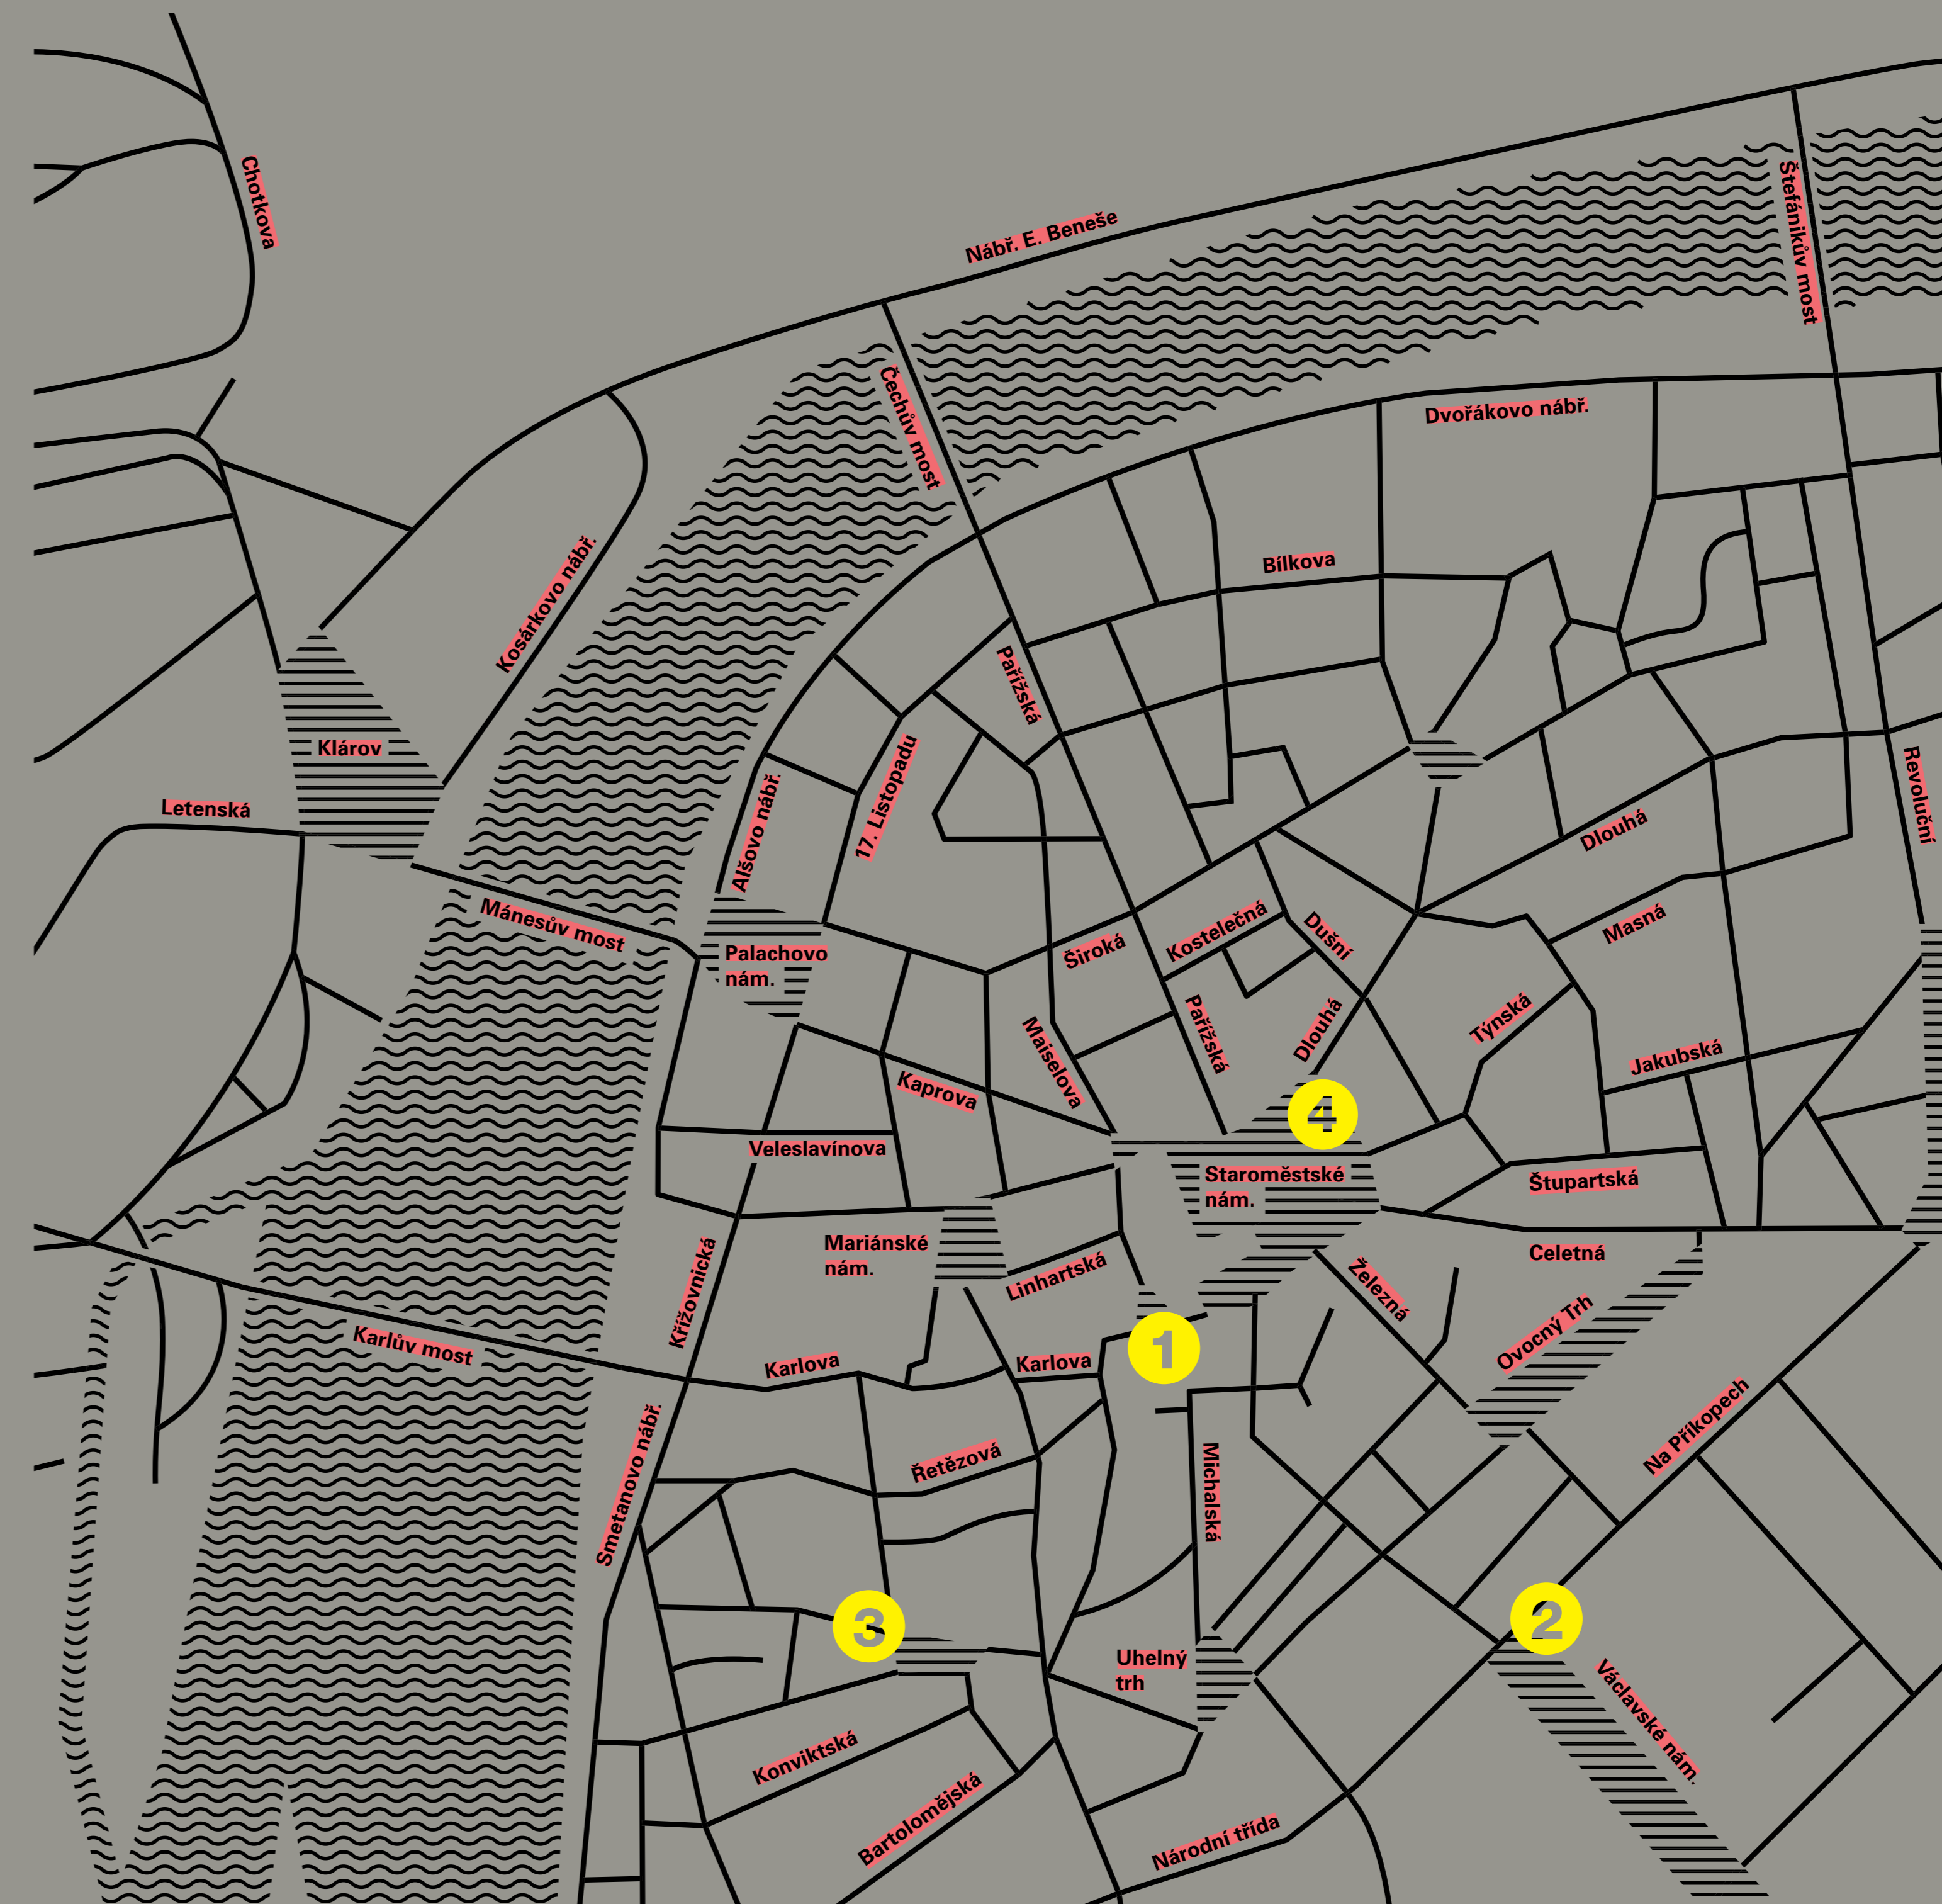 Chotkova
Štefánikův most
Nábř. E. Beneše
Čechův most
Dvořákovo nábř.
Bílkova
Kosárkovo nábř.
Pařížská
Klárov
17. Listopadu
Revoluční
Letenská
Alšovo nábř.
Dlouhá
Mánesův most
Palachovo
nám.
Široká
Kostelečná
Dušní
Masná
Maiselova
Pařížská
Dlouhá
Týnská
Jakubská
Kaprova
4
Veleslavínova
Staroměstské
nám.
Štupartská
Mariánské
nám.
Linhartská
Celetná
Železná
Křížovnická
Karlův most
Karlova
Karlova
1
Ovocný Trh
Na Příkopech
Smetanovo nábř.
Řetězová
Michalská
3
2
Uhelný
trh
Václavské nám.
Konviktská
Bartolomějská
Národní třída